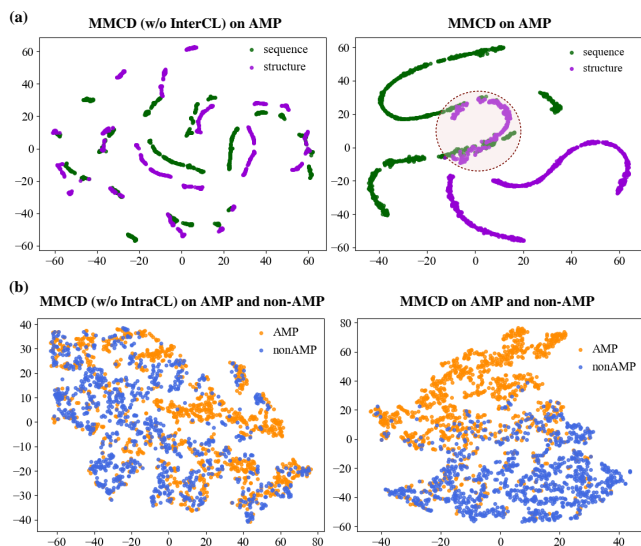 (a)
MMCD (w/o InterCL) on AMP
60
40
20
0
−20
−40
−60
−60 −40 −20 0 20 40 60
sequence
structure
MMCD on AMP
60
40
20
0
−20
−40
−60
−40 −20 0 20 40 60
sequence
structure
(b)
MMCD (w/o IntraCL) on AMP and non-AMP
40
30
20
10
0
−10
−20
−30
−40
−60 −40 −20 0 20 40 60 80
AMP
nonAMP
MMCD on AMP and non-AMP
80
60
40
20
0
−20
−40
−60
−40 −20 0 20 40
AMP
nonAMP